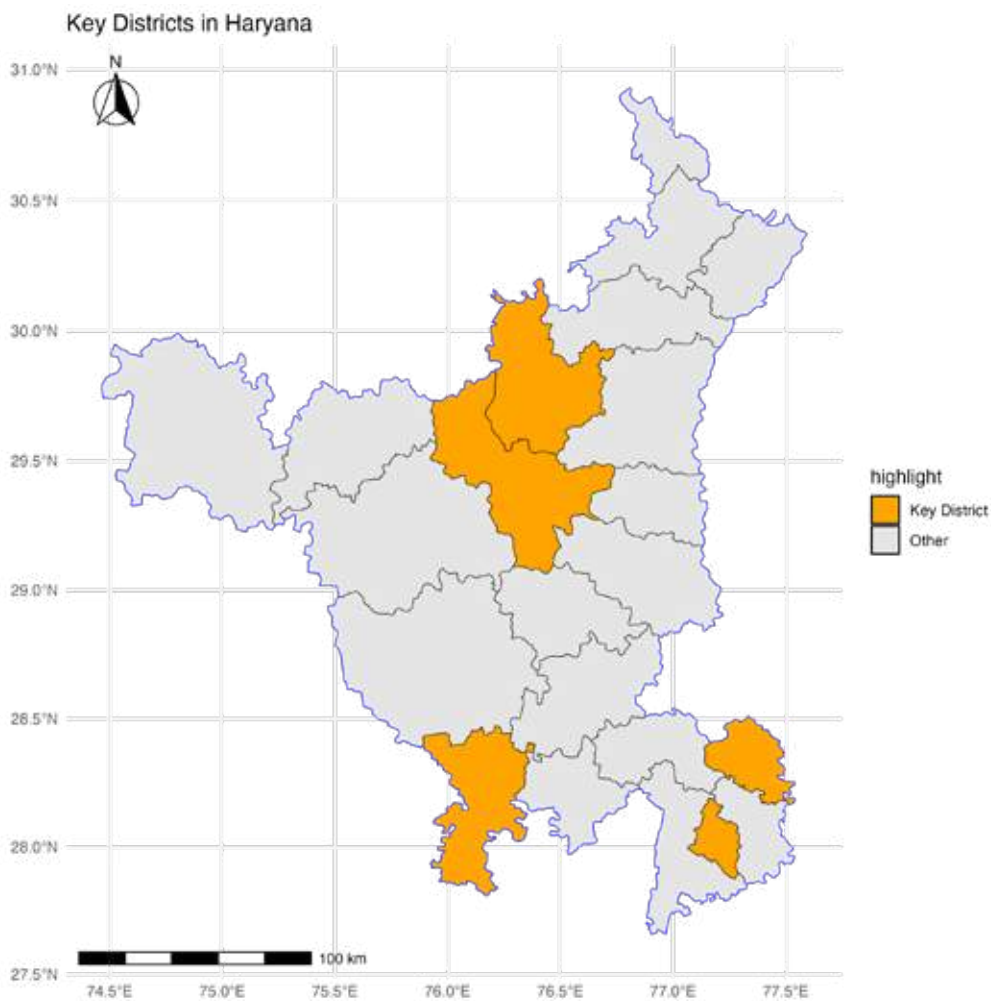 Key Districts in Haryana
N
31.0°N
30.5°N
30.0°N
29.5°N
29.0°N
28.5°N
28.0°N
27.5°N
highlight
Key District
Other
100 km
74.5°E 75.0°E 75.5°E 76.0°E 76.5°E 77.0°E 77.5°E